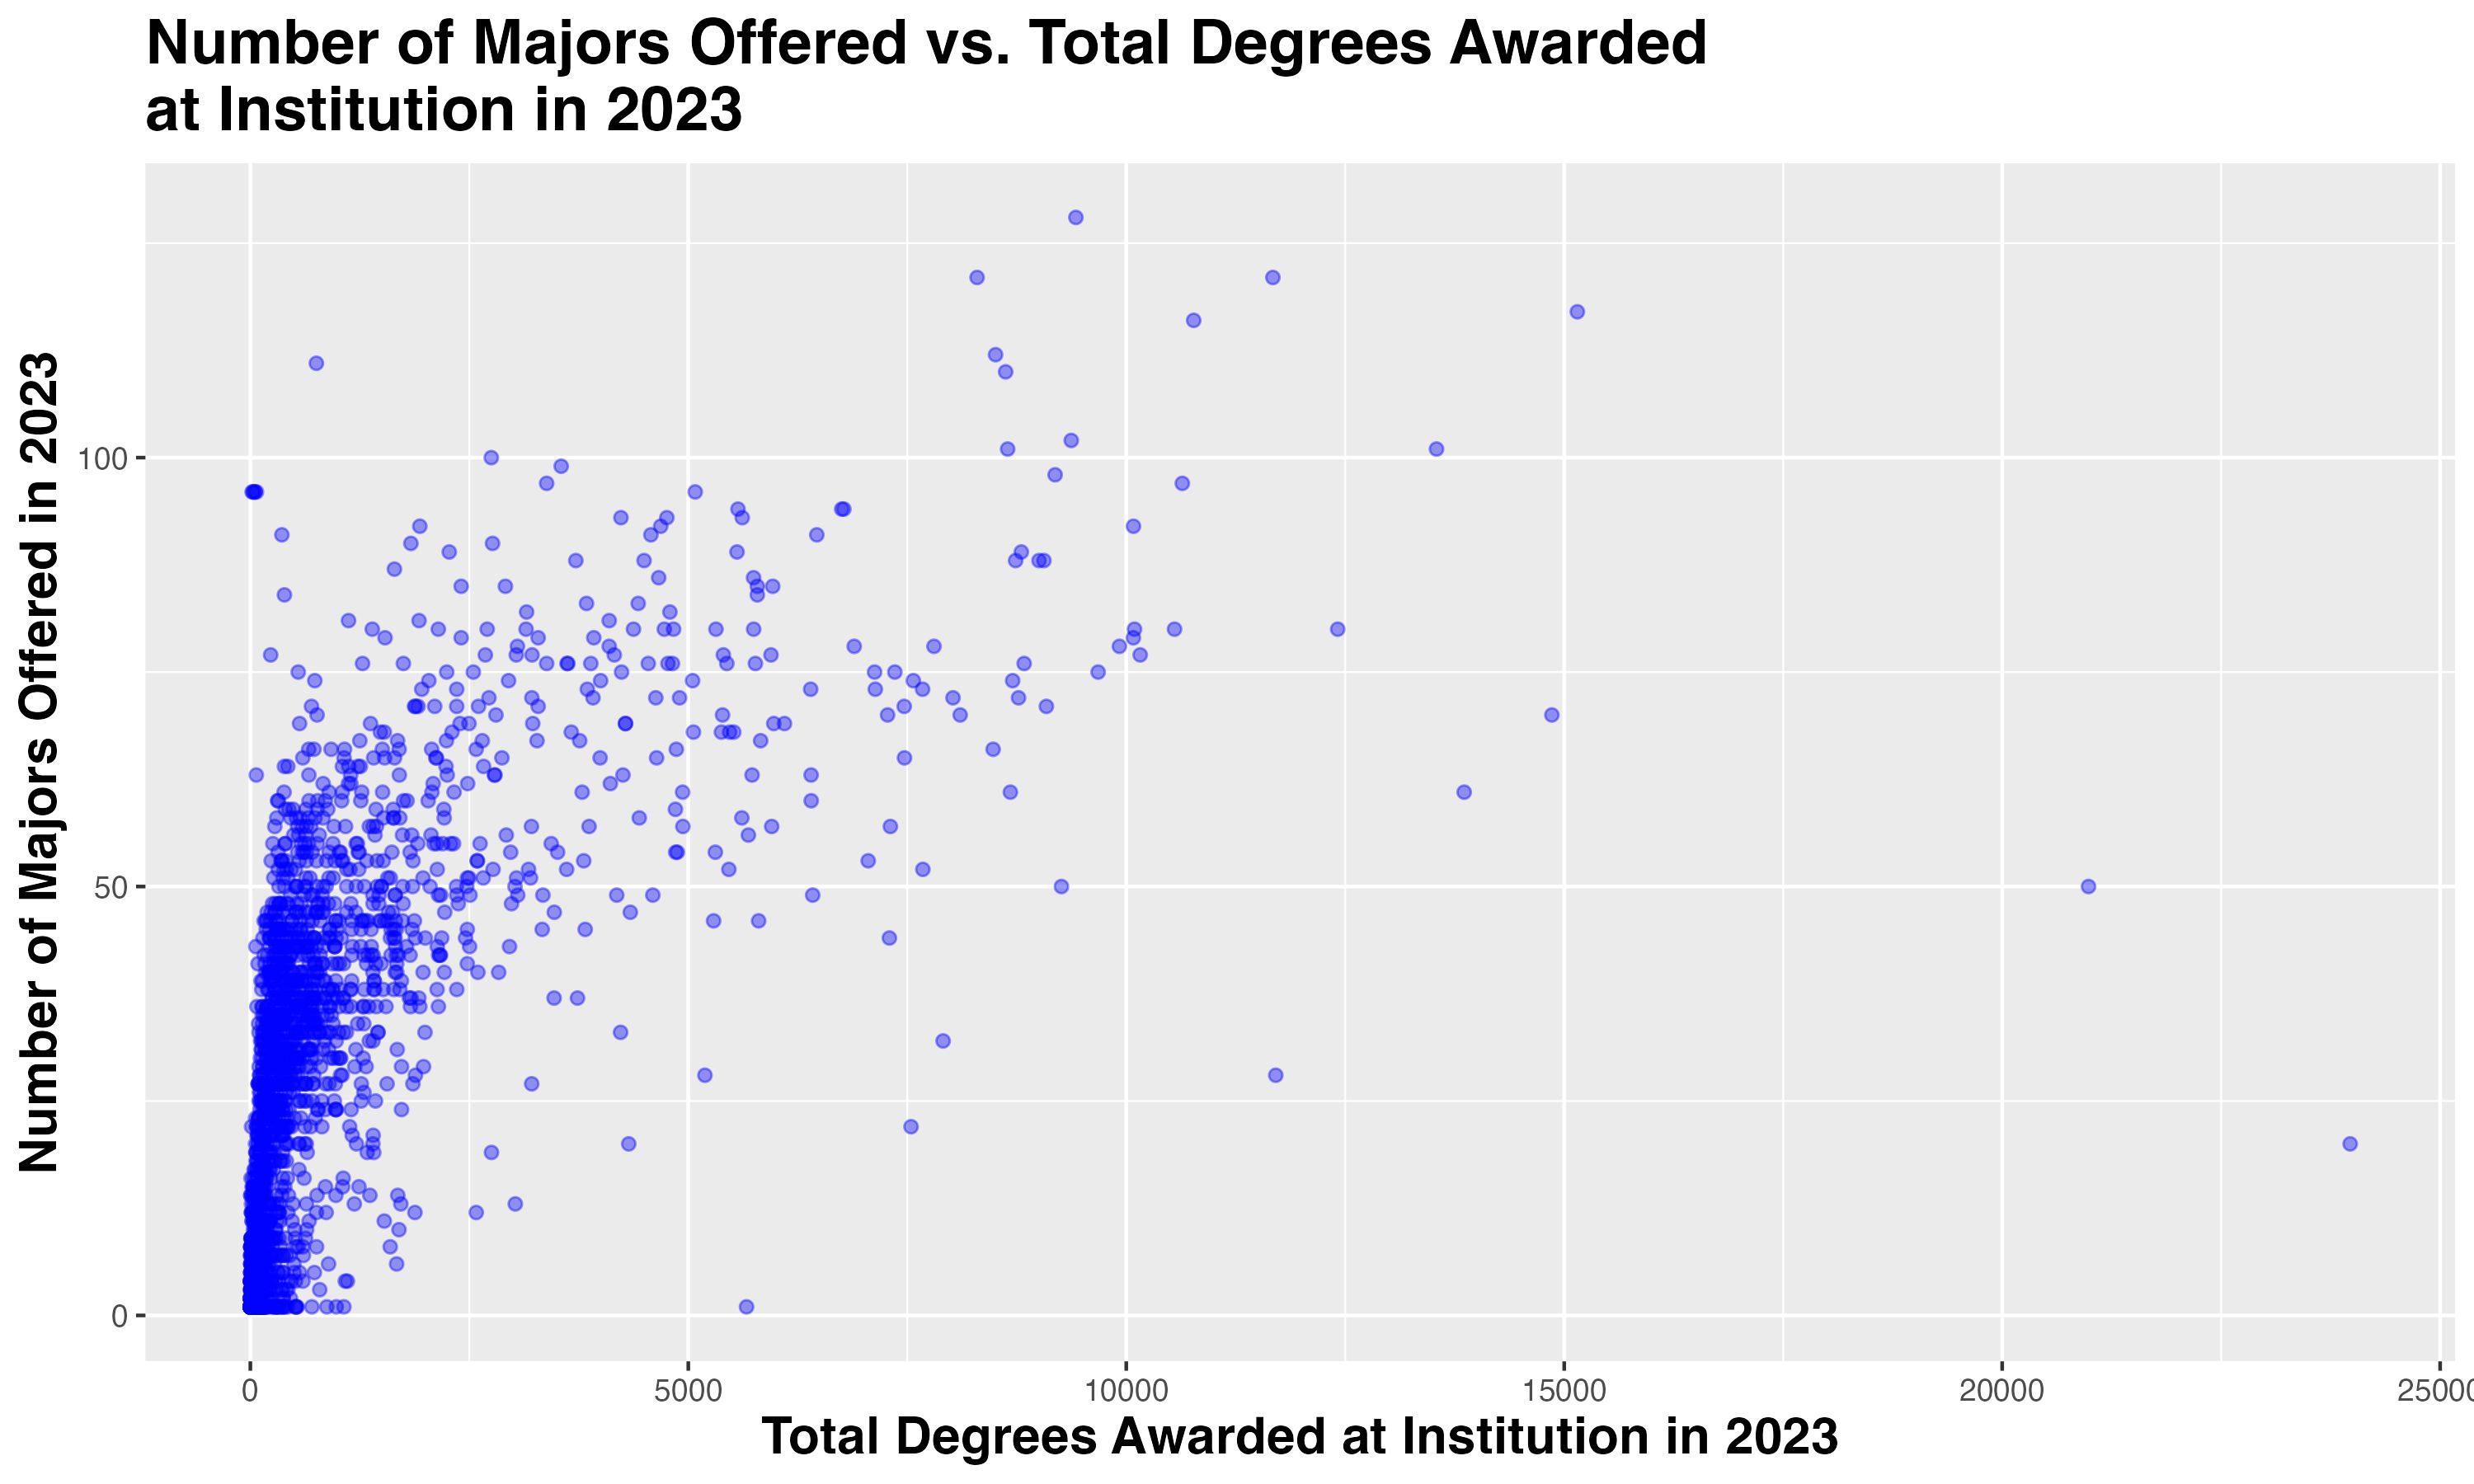 Number of Majors Offered vs. Total Degrees Awarded
at Institution in 2023
Number of Majors Offered in 2023
100
50
0
0
5000
10000
15000
20000
25000
Total Degrees Awarded at Institution in 2023